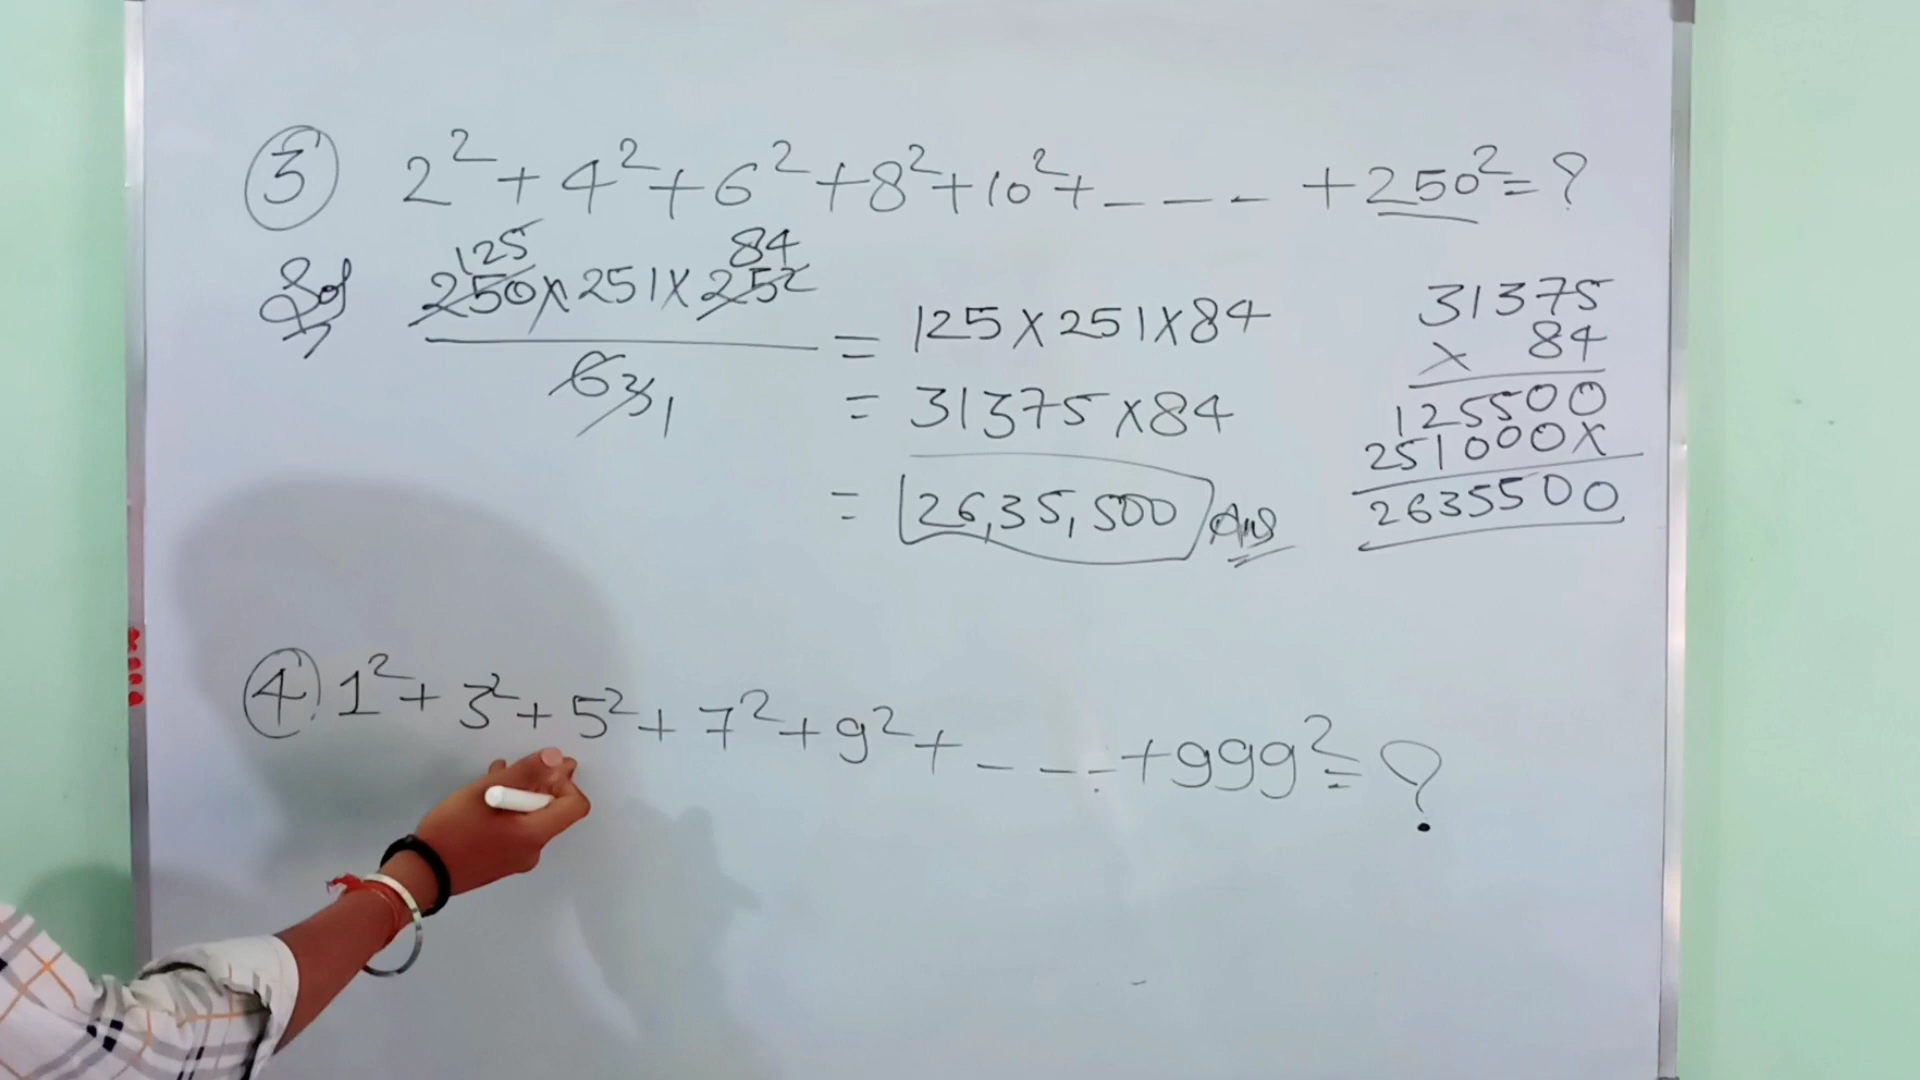 ③ 2² + 4² + 6² + 8² + 10² + _ _ _ _ + 250² = ?
Sol 250 × 251 × 252 / 6 3 1
125 84
= 125 × 251 × 84
= 31375 × 84
= 26,35,500 Ans
31375
× 84
125500
251000×
2635500
④ 1² + 3² + 5² + 7² + 9² + _ _ _ + 999² = ?